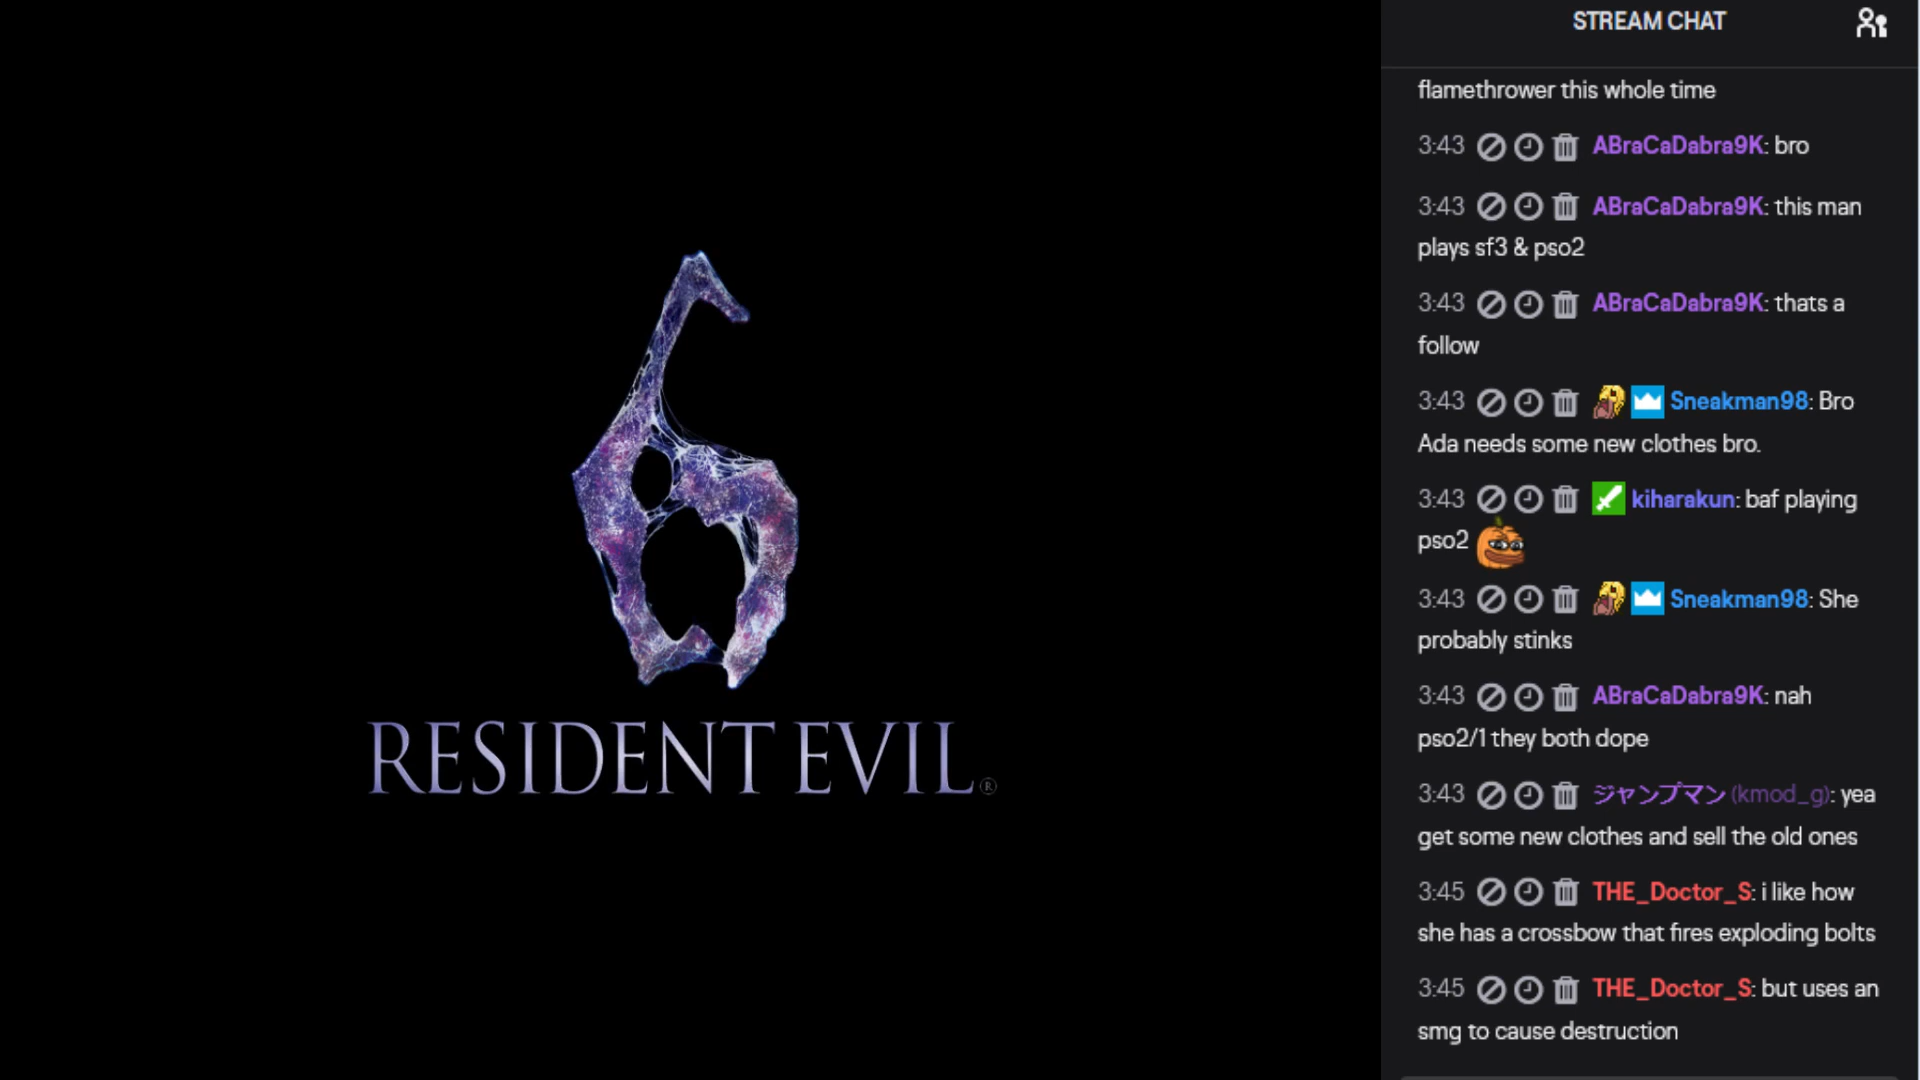 STREAM CHAT
flamethrower this whole time
3:43 ABraCaDabra9K: bro
3:43 ABraCaDabra9K: this man
plays sf3 & pso2
3:43 ABraCaDabra9K: thats a
follow
3:43 Sneakman98: Bro
Ada needs some new clothes bro.
3:43 kiharakun: baf playing
pso2
3:43 Sneakman98: She
probably stinks
3:43 ABraCaDabra9K: nah
pso2/1 they both dope
3:43 ジャンプマン (kmod_g): yea
get some new clothes and sell the old ones
3:45 THE_Doctor_S: i like how
she has a crossbow that fires exploding bolts
3:45 THE_Doctor_S: but uses an
smg to cause destruction
6
RESIDENT EVIL®